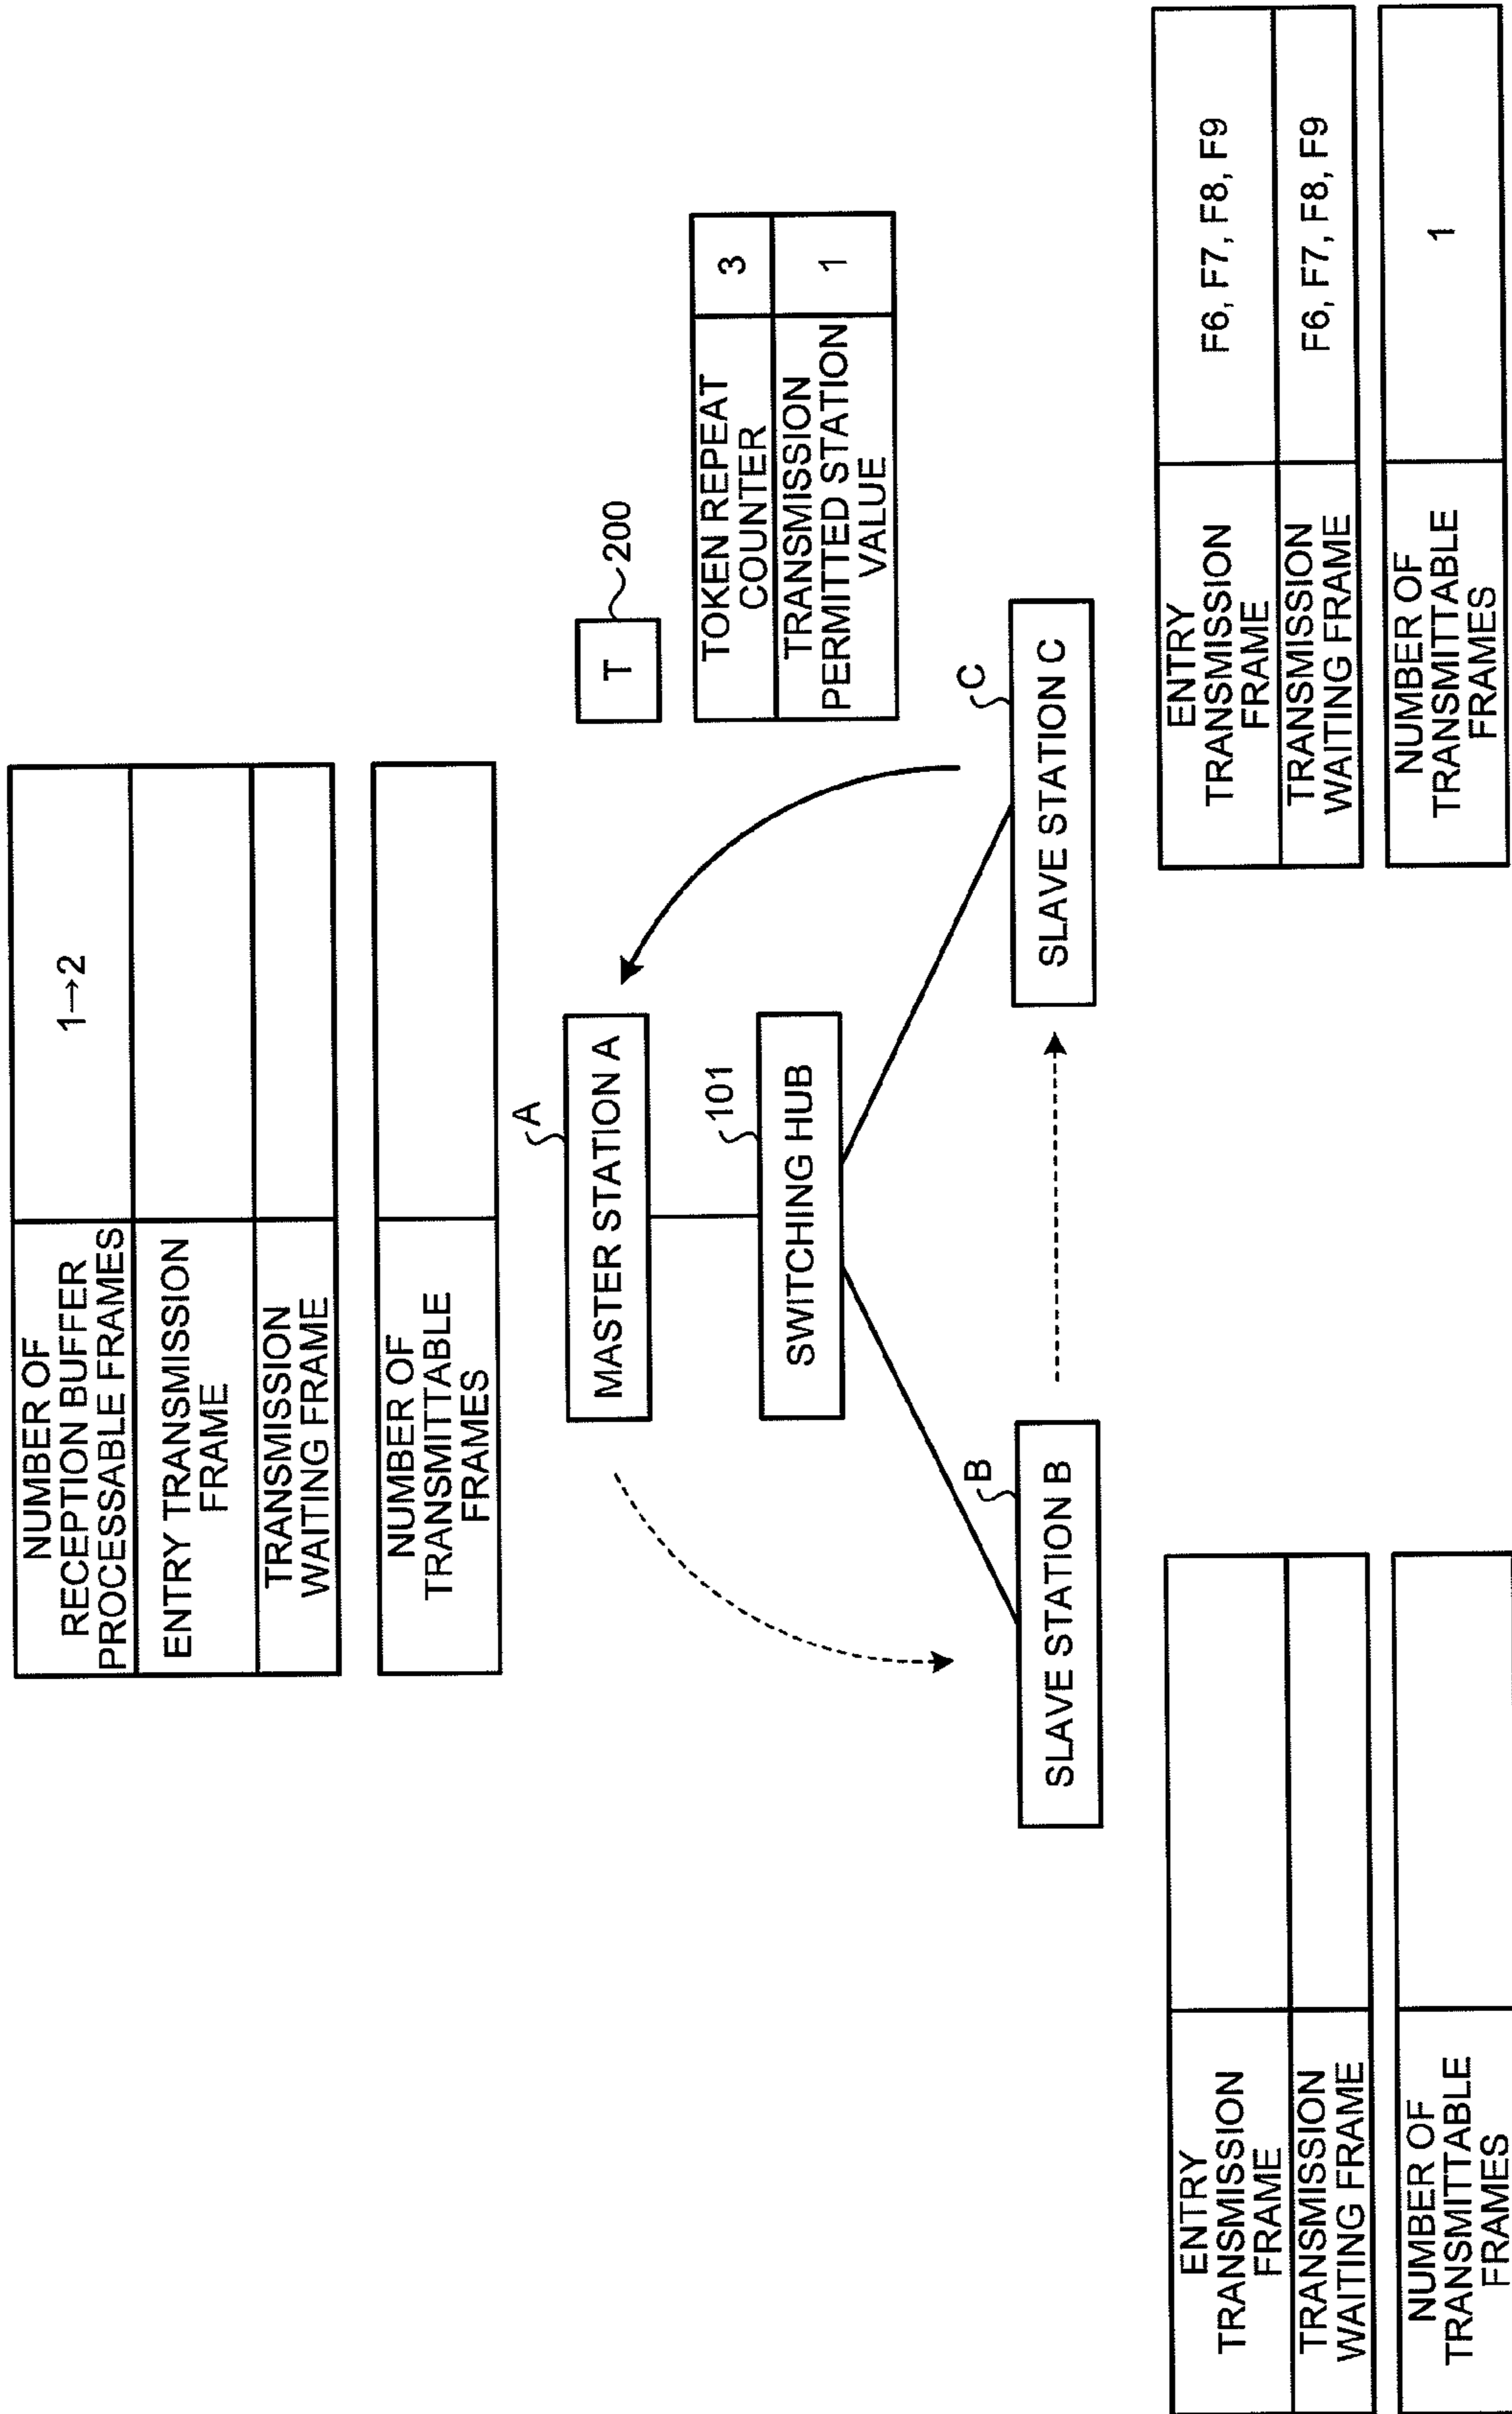 NUMBER OF
RECEPTION BUFFER
PROCESSABLE FRAMES
1→2
ENTRY TRANSMISSION
FRAME
TRANSMISSION
WAITING FRAME
NUMBER OF
TRANSMITTABLE
FRAMES
A
MASTER STATION A
T
200
TOKEN REPEAT
COUNTER
3
TRANSMISSION
PERMITTED STATION
VALUE
1
101
SWITCHING HUB
B
SLAVE STATION B
C
SLAVE STATION C
ENTRY
TRANSMISSION
FRAME
TRANSMISSION
WAITING FRAME
NUMBER OF
TRANSMITTABLE
FRAMES
ENTRY
TRANSMISSION
FRAME
F6, F7, F8, F9
TRANSMISSION
WAITING FRAME
F6, F7, F8, F9
NUMBER OF
TRANSMITTABLE
FRAMES
1